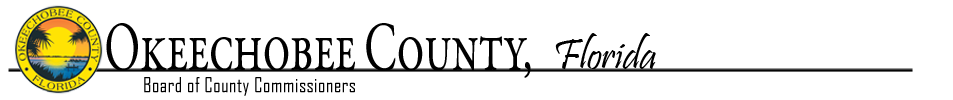 OKEECHOBEE COUNTY
FLORIDA
OKEECHOBEE COUNTY, Florida
Board of County Commissioners